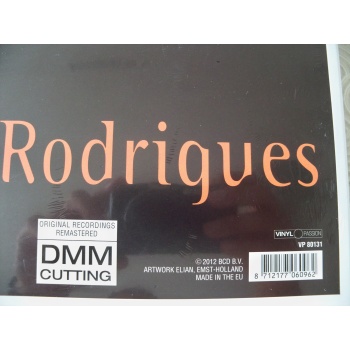 Rodrigues
ORIGINAL RECORDINGS
REMASTERED
DMM
CUTTING
© 2012 BCD B.V.
ARTWORK ELIAN, EMST-HOLLAND
MADE IN THE EU
VINYL PASSION
VP 80131
8 712177 060962